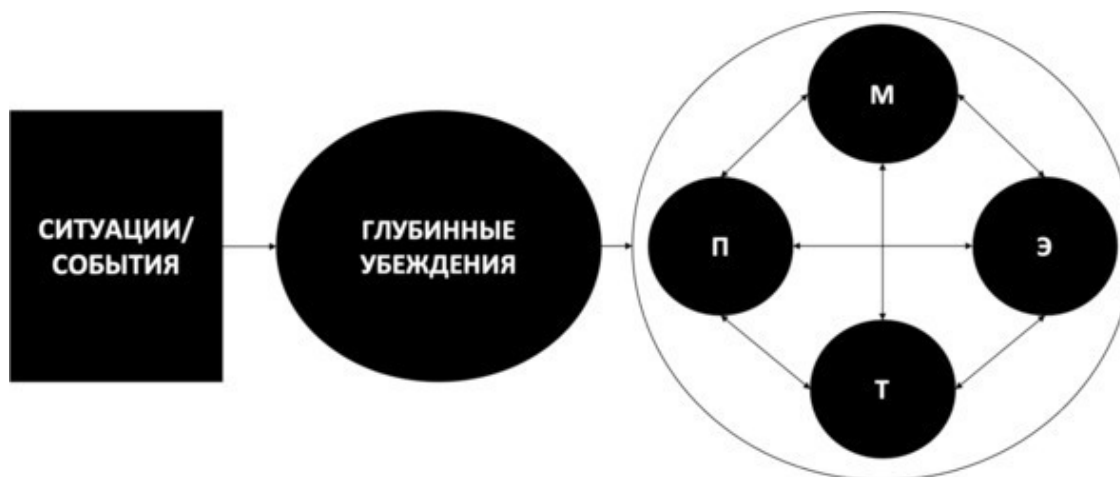 СИТУАЦИИ/
СОБЫТИЯ
ГЛУБИННЫЕ
УБЕЖДЕНИЯ
М
П
Э
Т